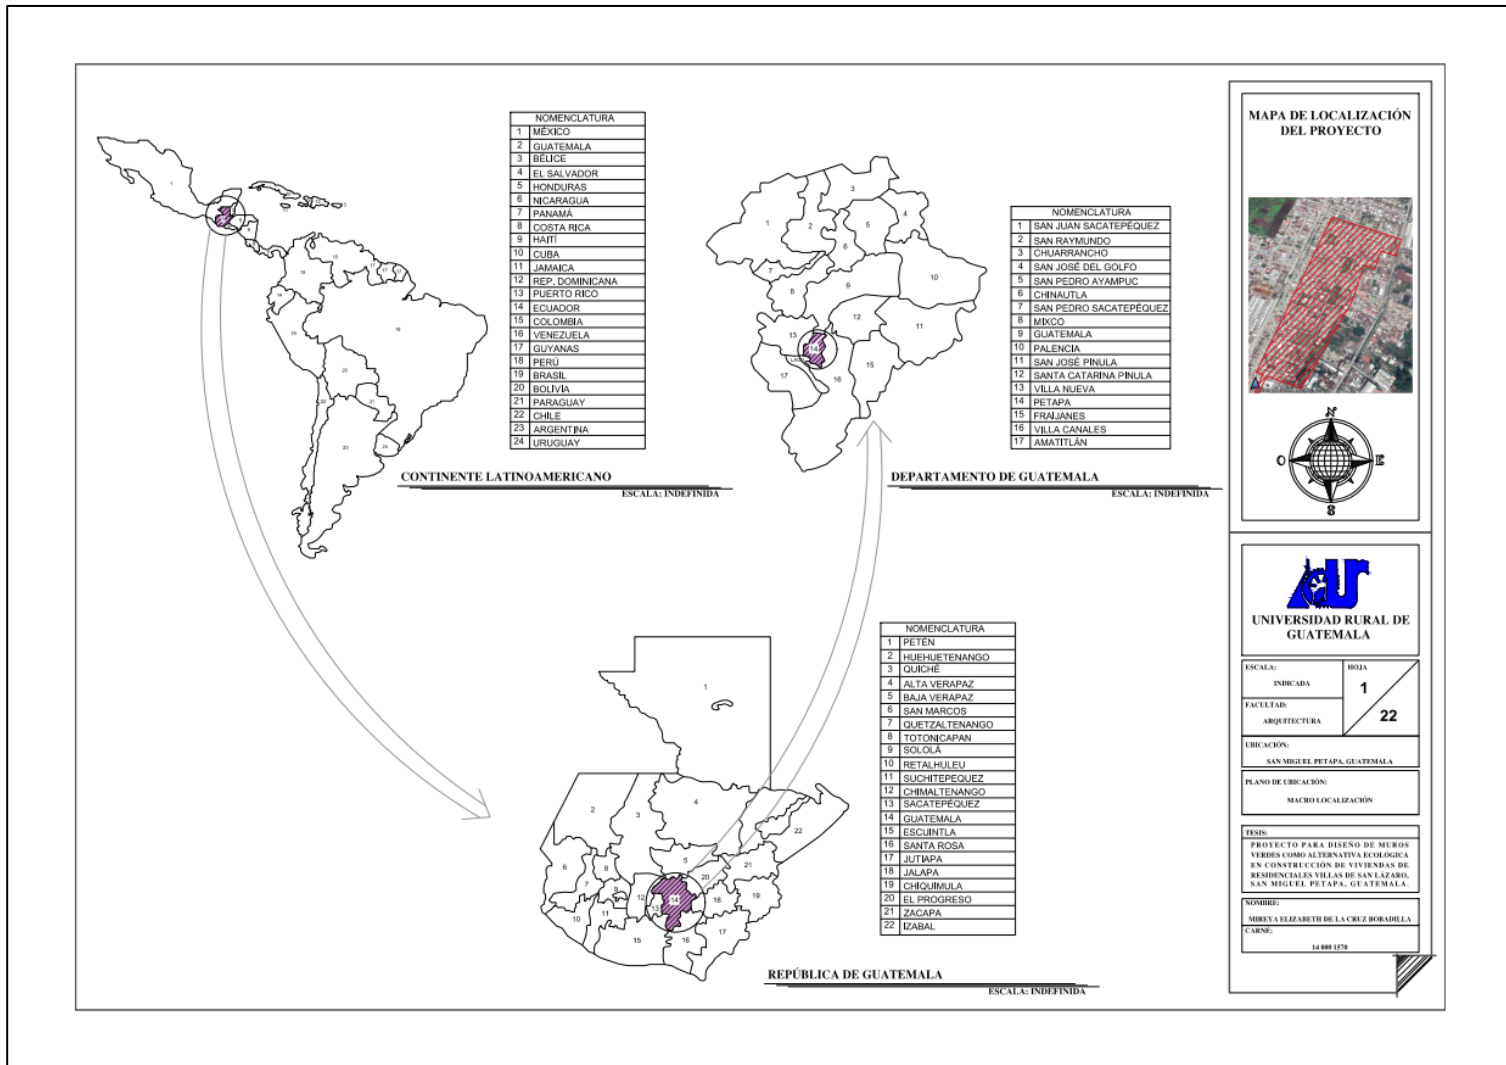 NOMENCLATURA
1 MÉXICO
2 GUATEMALA
3 BÉLICE
4 EL SALVADOR
5 HONDURAS
6 NICARAGUA
7 PANAMÁ
8 COSTA RICA
9 HAITÍ
10 CUBA
11 JAMAICA
12 REP. DOMINICANA
13 PUERTO RICO
14 ECUADOR
15 COLOMBIA
16 VENEZUELA
17 GUYANAS
18 PERÚ
19 BRASIL
20 BOLIVIA
21 PARAGUAY
22 CHILE
23 ARGENTINA
24 URUGUAY
CONTINENTE LATINOAMERICANO
ESCALA: INDEFINIDA
NOMENCLATURA
1 SAN JUAN SACATEPÉQUEZ
2 SAN RAYMUNDO
3 CHUARRANCHO
4 SAN JOSÉ DEL GOLFO
5 SAN PEDRO AYAMPUC
6 CHINAUTLA
7 SAN PEDRO SACATEPÉQUEZ
8 MIXCO
9 GUATEMALA
10 PALENCIA
11 SAN JOSÉ PINULA
12 SANTA CATARINA PINULA
13 VILLA NUEVA
14 PETAPA
15 FRAIJANES
16 VILLA CANALES
17 AMATITLÁN
DEPARTAMENTO DE GUATEMALA
ESCALA: INDEFINIDA
NOMENCLATURA
1 PETÉN
2 HUEHUETENANGO
3 QUICHÉ
4 ALTA VERAPAZ
5 BAJA VERAPAZ
6 SAN MARCOS
7 QUETZALTENANGO
8 TOTONICAPAN
9 SOLOLÁ
10 RETALHULEU
11 SUCHITEPEQUEZ
12 CHIMALTENANGO
13 SACATEPÉQUEZ
14 GUATEMALA
15 ESCUINTLA
16 SANTA ROSA
17 JUTIAPA
18 JALAPA
19 CHIQUIMULA
20 EL PROGRESO
21 ZACAPA
22 IZABAL
REPÚBLICA DE GUATEMALA
ESCALA: INDEFINIDA
MAPA DE LOCALIZACIÓN
DEL PROYECTO
N
O E
S
UNIVERSIDAD RURAL DE
GUATEMALA
ESCALA:
INDICADA
HOJA
1
22
FACULTAD:
ARQUITECTURA
UBICACIÓN:
SAN MIGUEL PETAPA, GUATEMALA
PLANO DE UBICACIÓN:
MACRO LOCALIZACIÓN
TESIS:
PROYECTO PARA DISEÑO DE MUROS
VERDES COMO ALTERNATIVA ECOLÓGICA
EN CONSTRUCCIÓN DE VIVIENDAS DE
RESIDENCIALES VILLAS DE SAN LÁZARO,
SAN MIGUEL PETAPA, GUATEMALA.
NOMBRE:
MIREYA ELIZABETH DE LA CRUZ BOBADILLA
CARNÉ:
14 000 1570